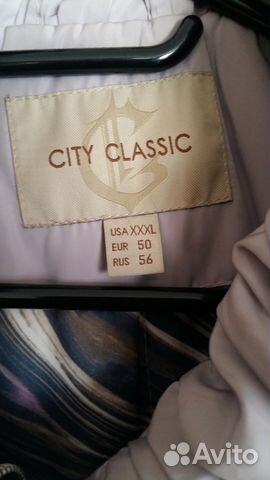 CITY CLASSIC
USA XXXL
EUR 50
RUS 56
Avito